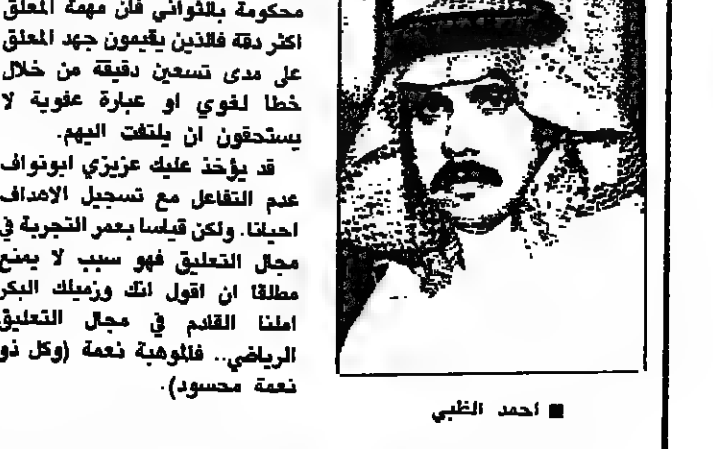 محكومة بالثواني فان مهمة المعلق
اكثر دقة فالذين يقيمون جهد المعلق
على مدى تسعين دقيقة من خلال
خطا لغوي او عبارة عفوية لا
يستحقون ان يلتفت اليهم.
قد يؤخذ عليك عزيزي ابونواف
عدم التفاعل مع تسجيل الاهداف
احيانا. ولكن قياسا بعمر التجربة في
مجال التعليق فهو سبب لا يمنع
مطلقا ان اقول انك وزميلك البكر
املنا القادم في مجال التعليق
الرياضي.. فالموهبة نعمة (وكل ذو
نعمة محسود).
■ احمد الظبي